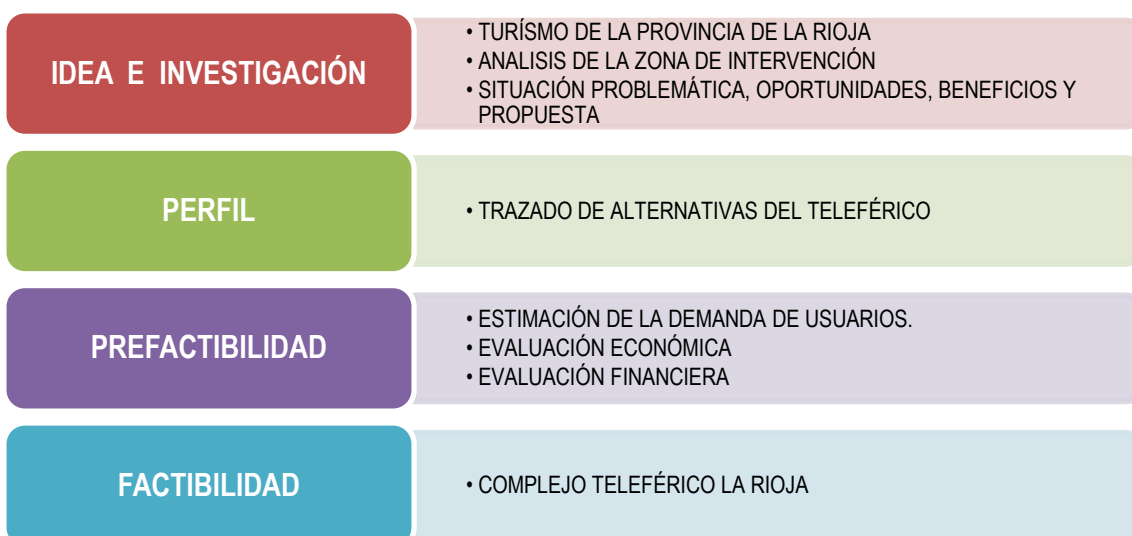 IDEA E INVESTIGACIÓN
• TURÍSMO DE LA PROVINCIA DE LA RIOJA
• ANALISIS DE LA ZONA DE INTERVENCIÓN
• SITUACIÓN PROBLEMÁTICA, OPORTUNIDADES, BENEFICIOS Y
PROPUESTA
PERFIL
• TRAZADO DE ALTERNATIVAS DEL TELEFÉRICO
PREFACTIBILIDAD
• ESTIMACIÓN DE LA DEMANDA DE USUARIOS.
• EVALUACIÓN ECONÓMICA
• EVALUACIÓN FINANCIERA
FACTIBILIDAD
• COMPLEJO TELEFÉRICO LA RIOJA